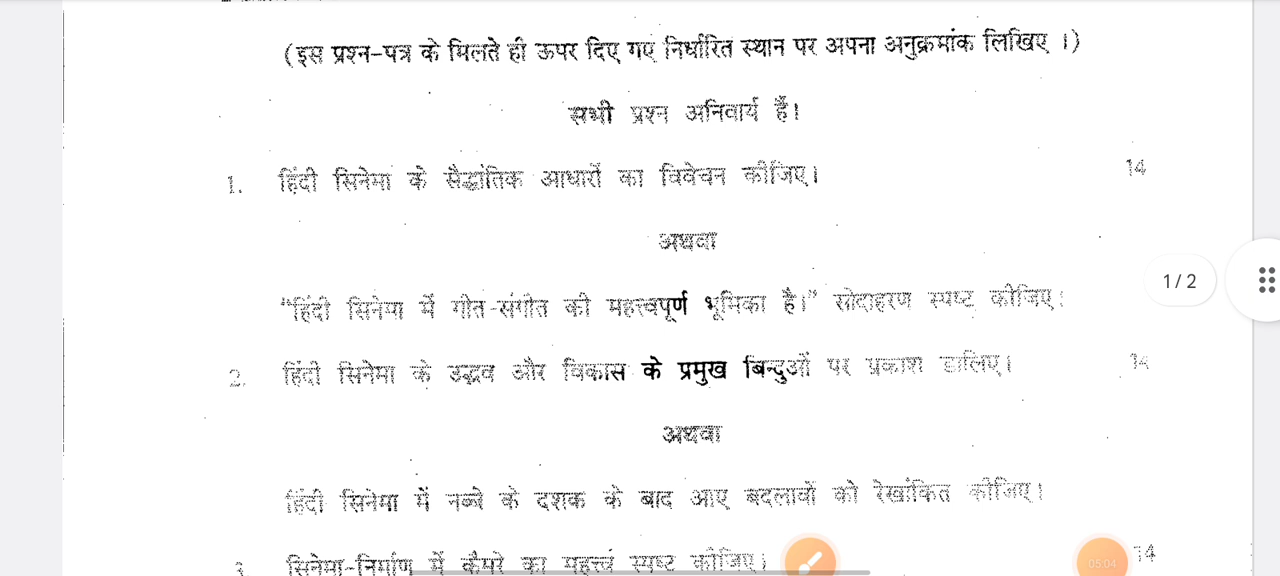 (इस प्रश्न-पत्र के मिलते ही ऊपर दिए गए निर्धारित स्थान पर अपना अनुक्रमांक लिखिए ।)
सभी प्रश्न अनिवार्य हैं।
1. हिंदी सिनेमा के सैद्धांतिक आधारों का विवेचन कीजिए। 14
अथवा
"हिंदी सिनेमा में गीत-संगीत की महत्त्वपूर्ण भूमिका है।" सोदाहरण स्पष्ट कीजिए।
1/2
2. हिंदी सिनेमा के उद्भव और विकास के प्रमुख बिन्दुओं पर प्रकाश डालिए। 14
अथवा
हिंदी सिनेमा में नब्बे के दशक के बाद आए बदलावों को रेखांकित कीजिए।
3. सिनेमा-निर्माण में कैमरे का महत्त्व स्पष्ट कीजिए। 14
05:04